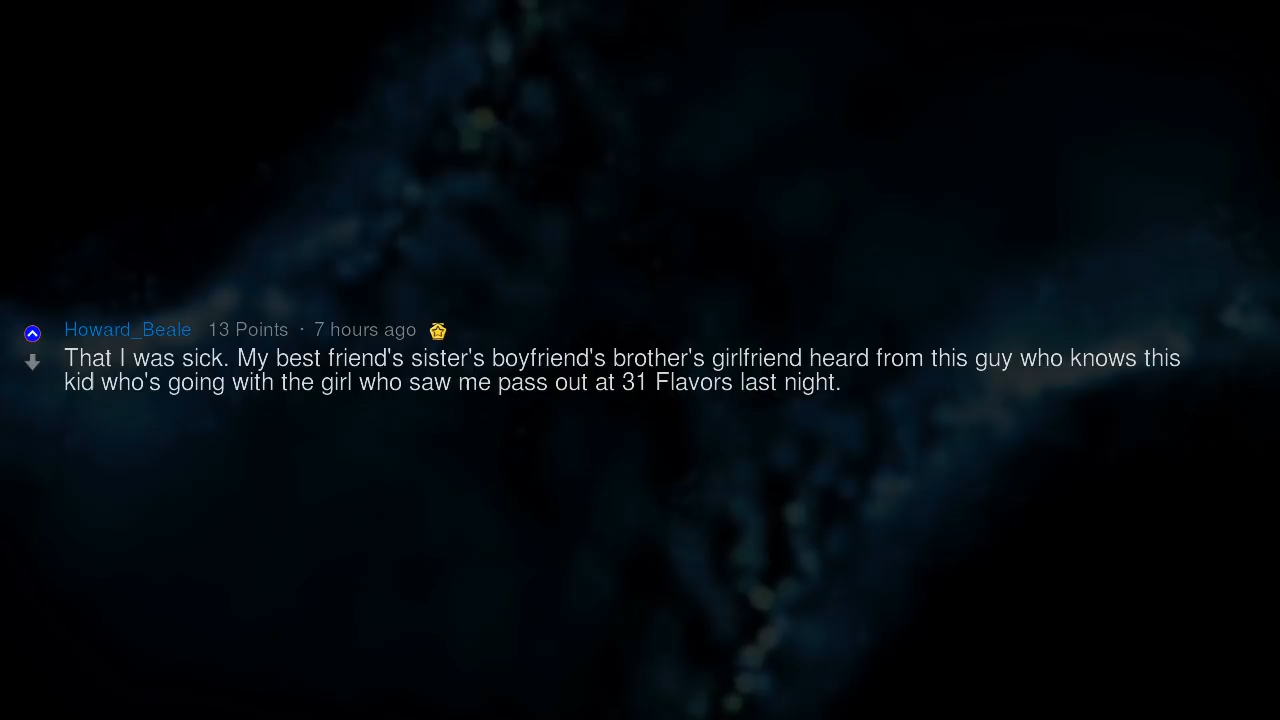 Howard_Beale 13 Points · 7 hours ago
That I was sick. My best friend's sister's boyfriend's brother's girlfriend heard from this guy who knows this
kid who's going with the girl who saw me pass out at 31 Flavors last night.